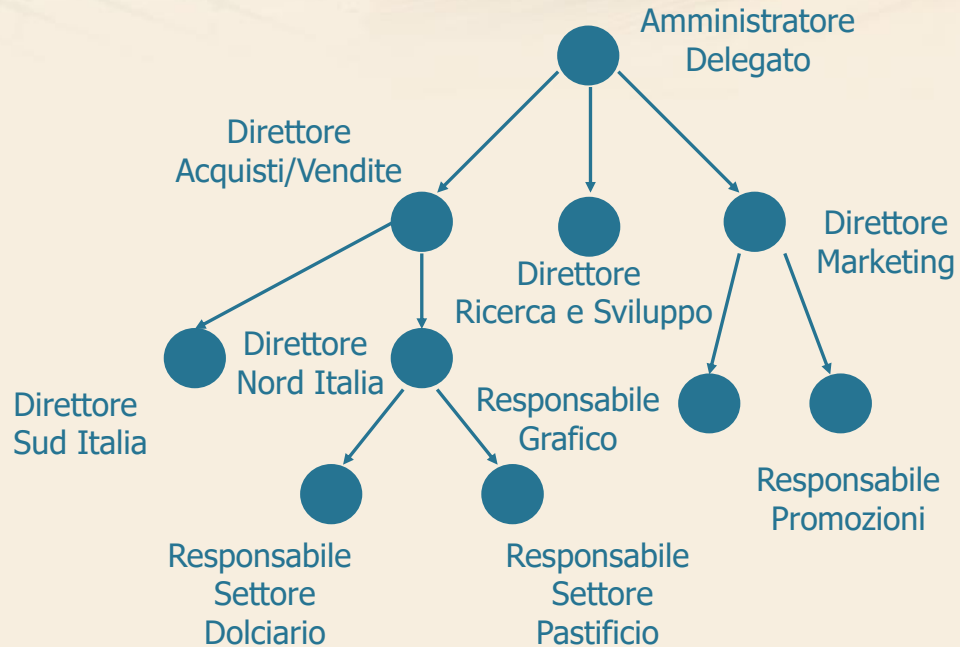 Amministratore
Delegato
Direttore
Acquisti/Vendite
Direttore
Marketing
Direttore
Ricerca e Sviluppo
Direttore
Nord Italia
Direttore
Sud Italia
Responsabile
Grafico
Responsabile
Promozioni
Responsabile
Settore
Dolciario
Responsabile
Settore
Pastificio